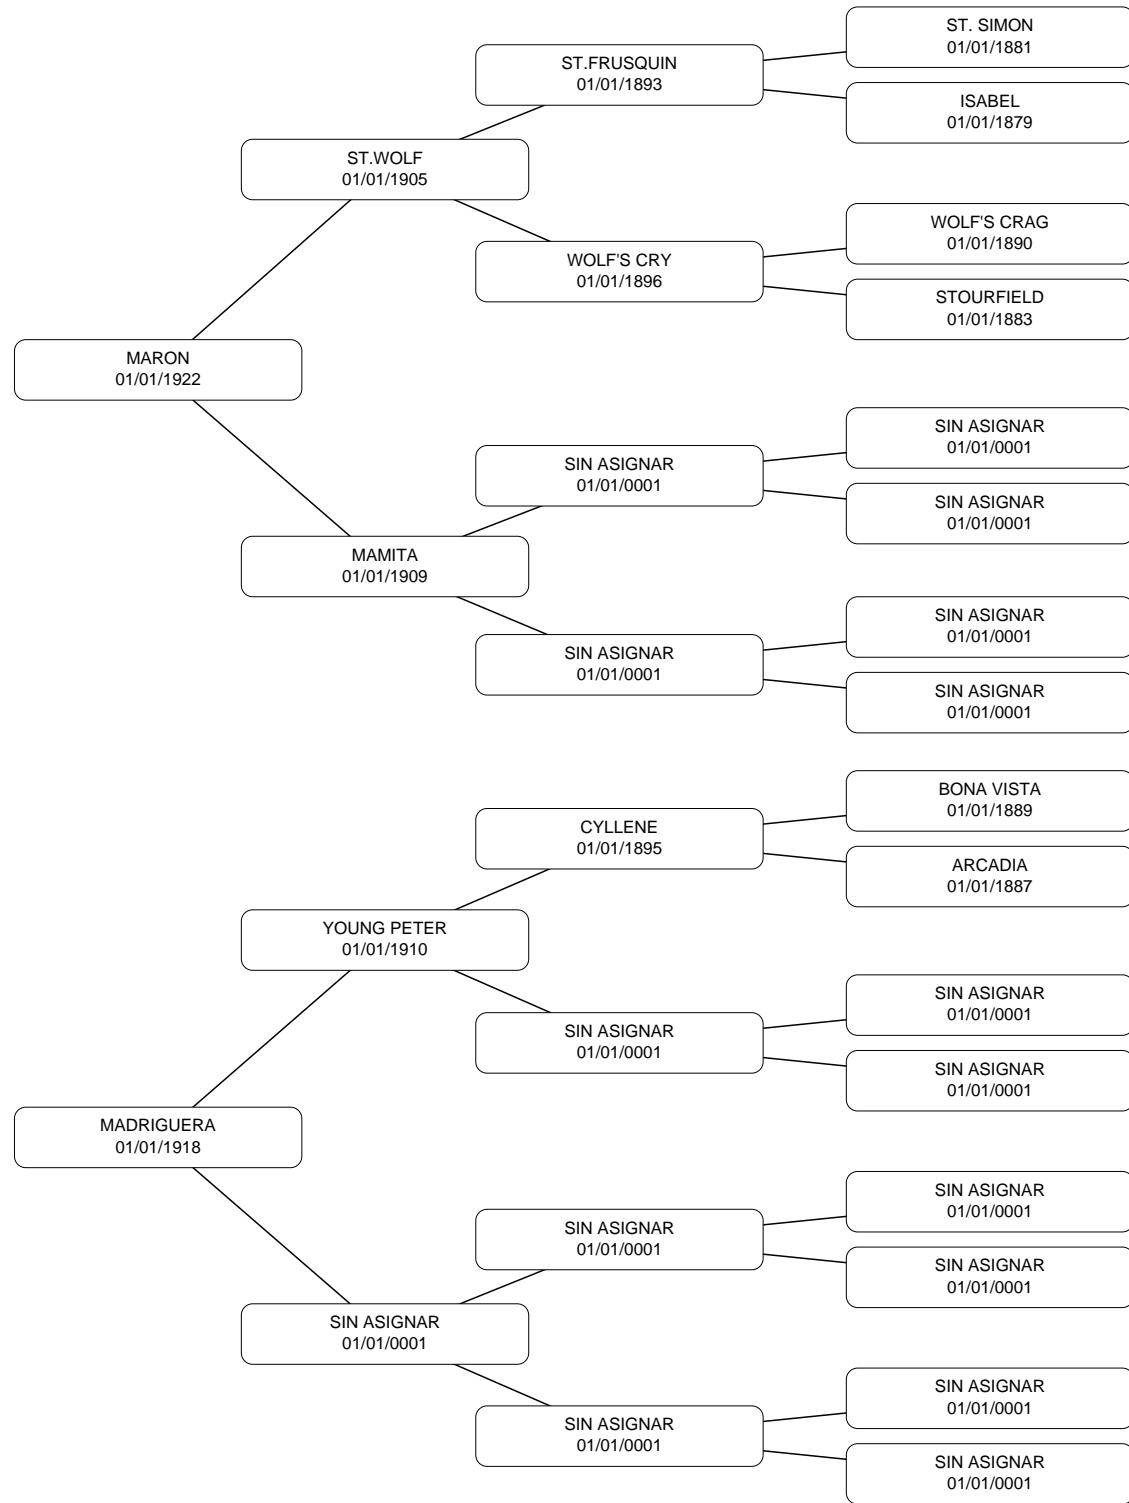 ST. SIMON
01/01/1881
ST.FRUSQUIN
01/01/1893
ISABEL
01/01/1879
ST.WOLF
01/01/1905
WOLF'S CRAG
01/01/1890
WOLF'S CRY
01/01/1896
STOURFIELD
01/01/1883
MARON
01/01/1922
SIN ASIGNAR
01/01/0001
SIN ASIGNAR
01/01/0001
SIN ASIGNAR
01/01/0001
MAMITA
01/01/1909
SIN ASIGNAR
01/01/0001
SIN ASIGNAR
01/01/0001
SIN ASIGNAR
01/01/0001
BONA VISTA
01/01/1889
CYLLENE
01/01/1895
ARCADIA
01/01/1887
YOUNG PETER
01/01/1910
SIN ASIGNAR
01/01/0001
SIN ASIGNAR
01/01/0001
SIN ASIGNAR
01/01/0001
MADRIGUERA
01/01/1918
SIN ASIGNAR
01/01/0001
SIN ASIGNAR
01/01/0001
SIN ASIGNAR
01/01/0001
SIN ASIGNAR
01/01/0001
SIN ASIGNAR
01/01/0001
SIN ASIGNAR
01/01/0001
SIN ASIGNAR
01/01/0001